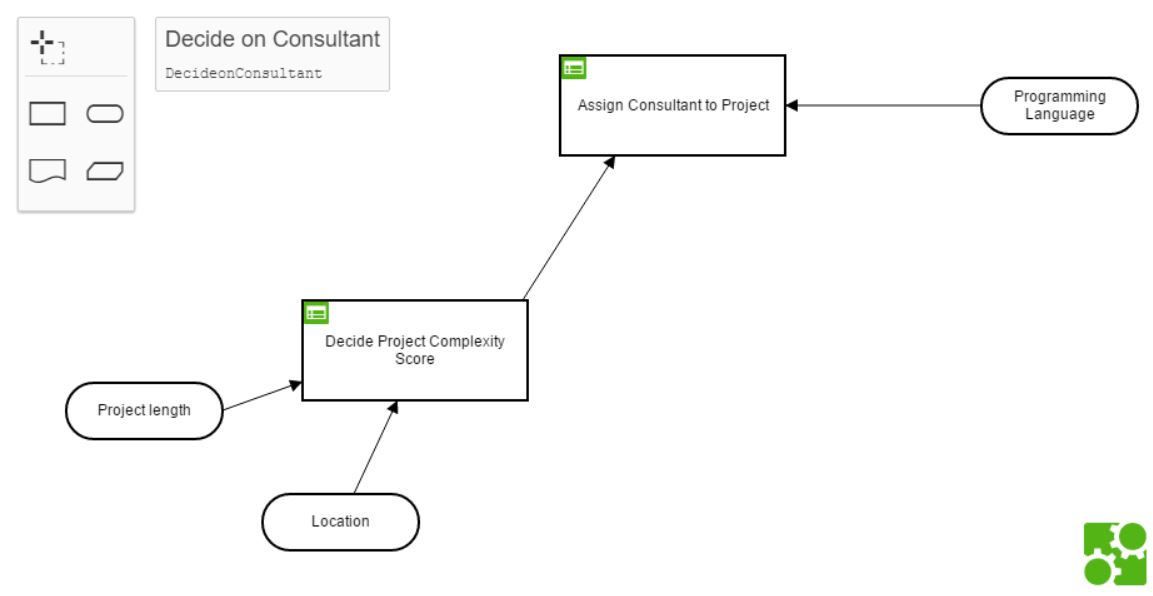 Decide on Consultant
DecideonConsultant
Assign Consultant to Project
Programming
Language
Decide Project Complexity
Score
Project length
Location